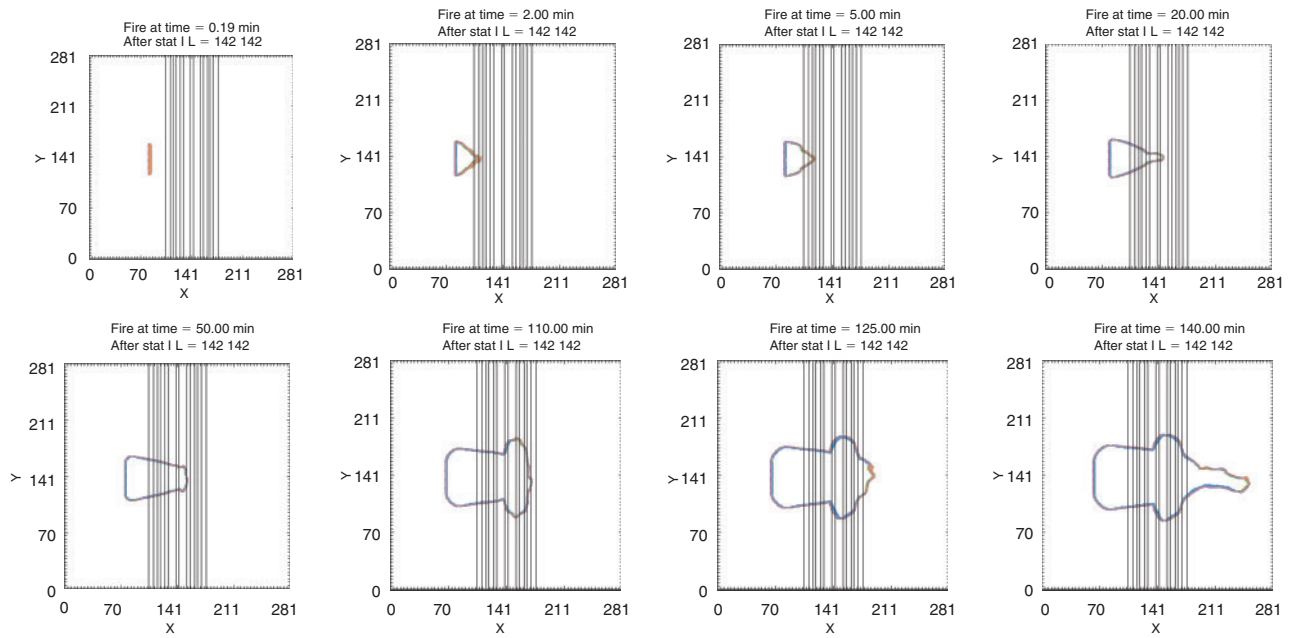 Fire at time = 0.19 min
After stat I L = 142 142
281
211
Y 141
70
0
0 70 141 211 281
X
Fire at time = 2.00 min
After stat I L = 142 142
281
211
Y 141
70
0
0 70 141 211 281
X
Fire at time = 5.00 min
After stat I L = 142 142
281
211
Y 141
70
0
0 70 141 211 281
X
Fire at time = 20.00 min
After stat I L = 142 142
281
211
Y 141
70
0
0 70 141 211 281
X
Fire at time = 50.00 min
After stat I L = 142 142
281
211
Y 141
70
0
0 70 141 211 281
X
Fire at time = 110.00 min
After stat I L = 142 142
281
211
Y 141
70
0
0 70 141 211 281
X
Fire at time = 125.00 min
After stat I L = 142 142
281
211
Y 141
70
0
0 70 141 211 281
X
Fire at time = 140.00 min
After stat I L = 142 142
281
211
Y 141
70
0
0 70 141 211 281
X